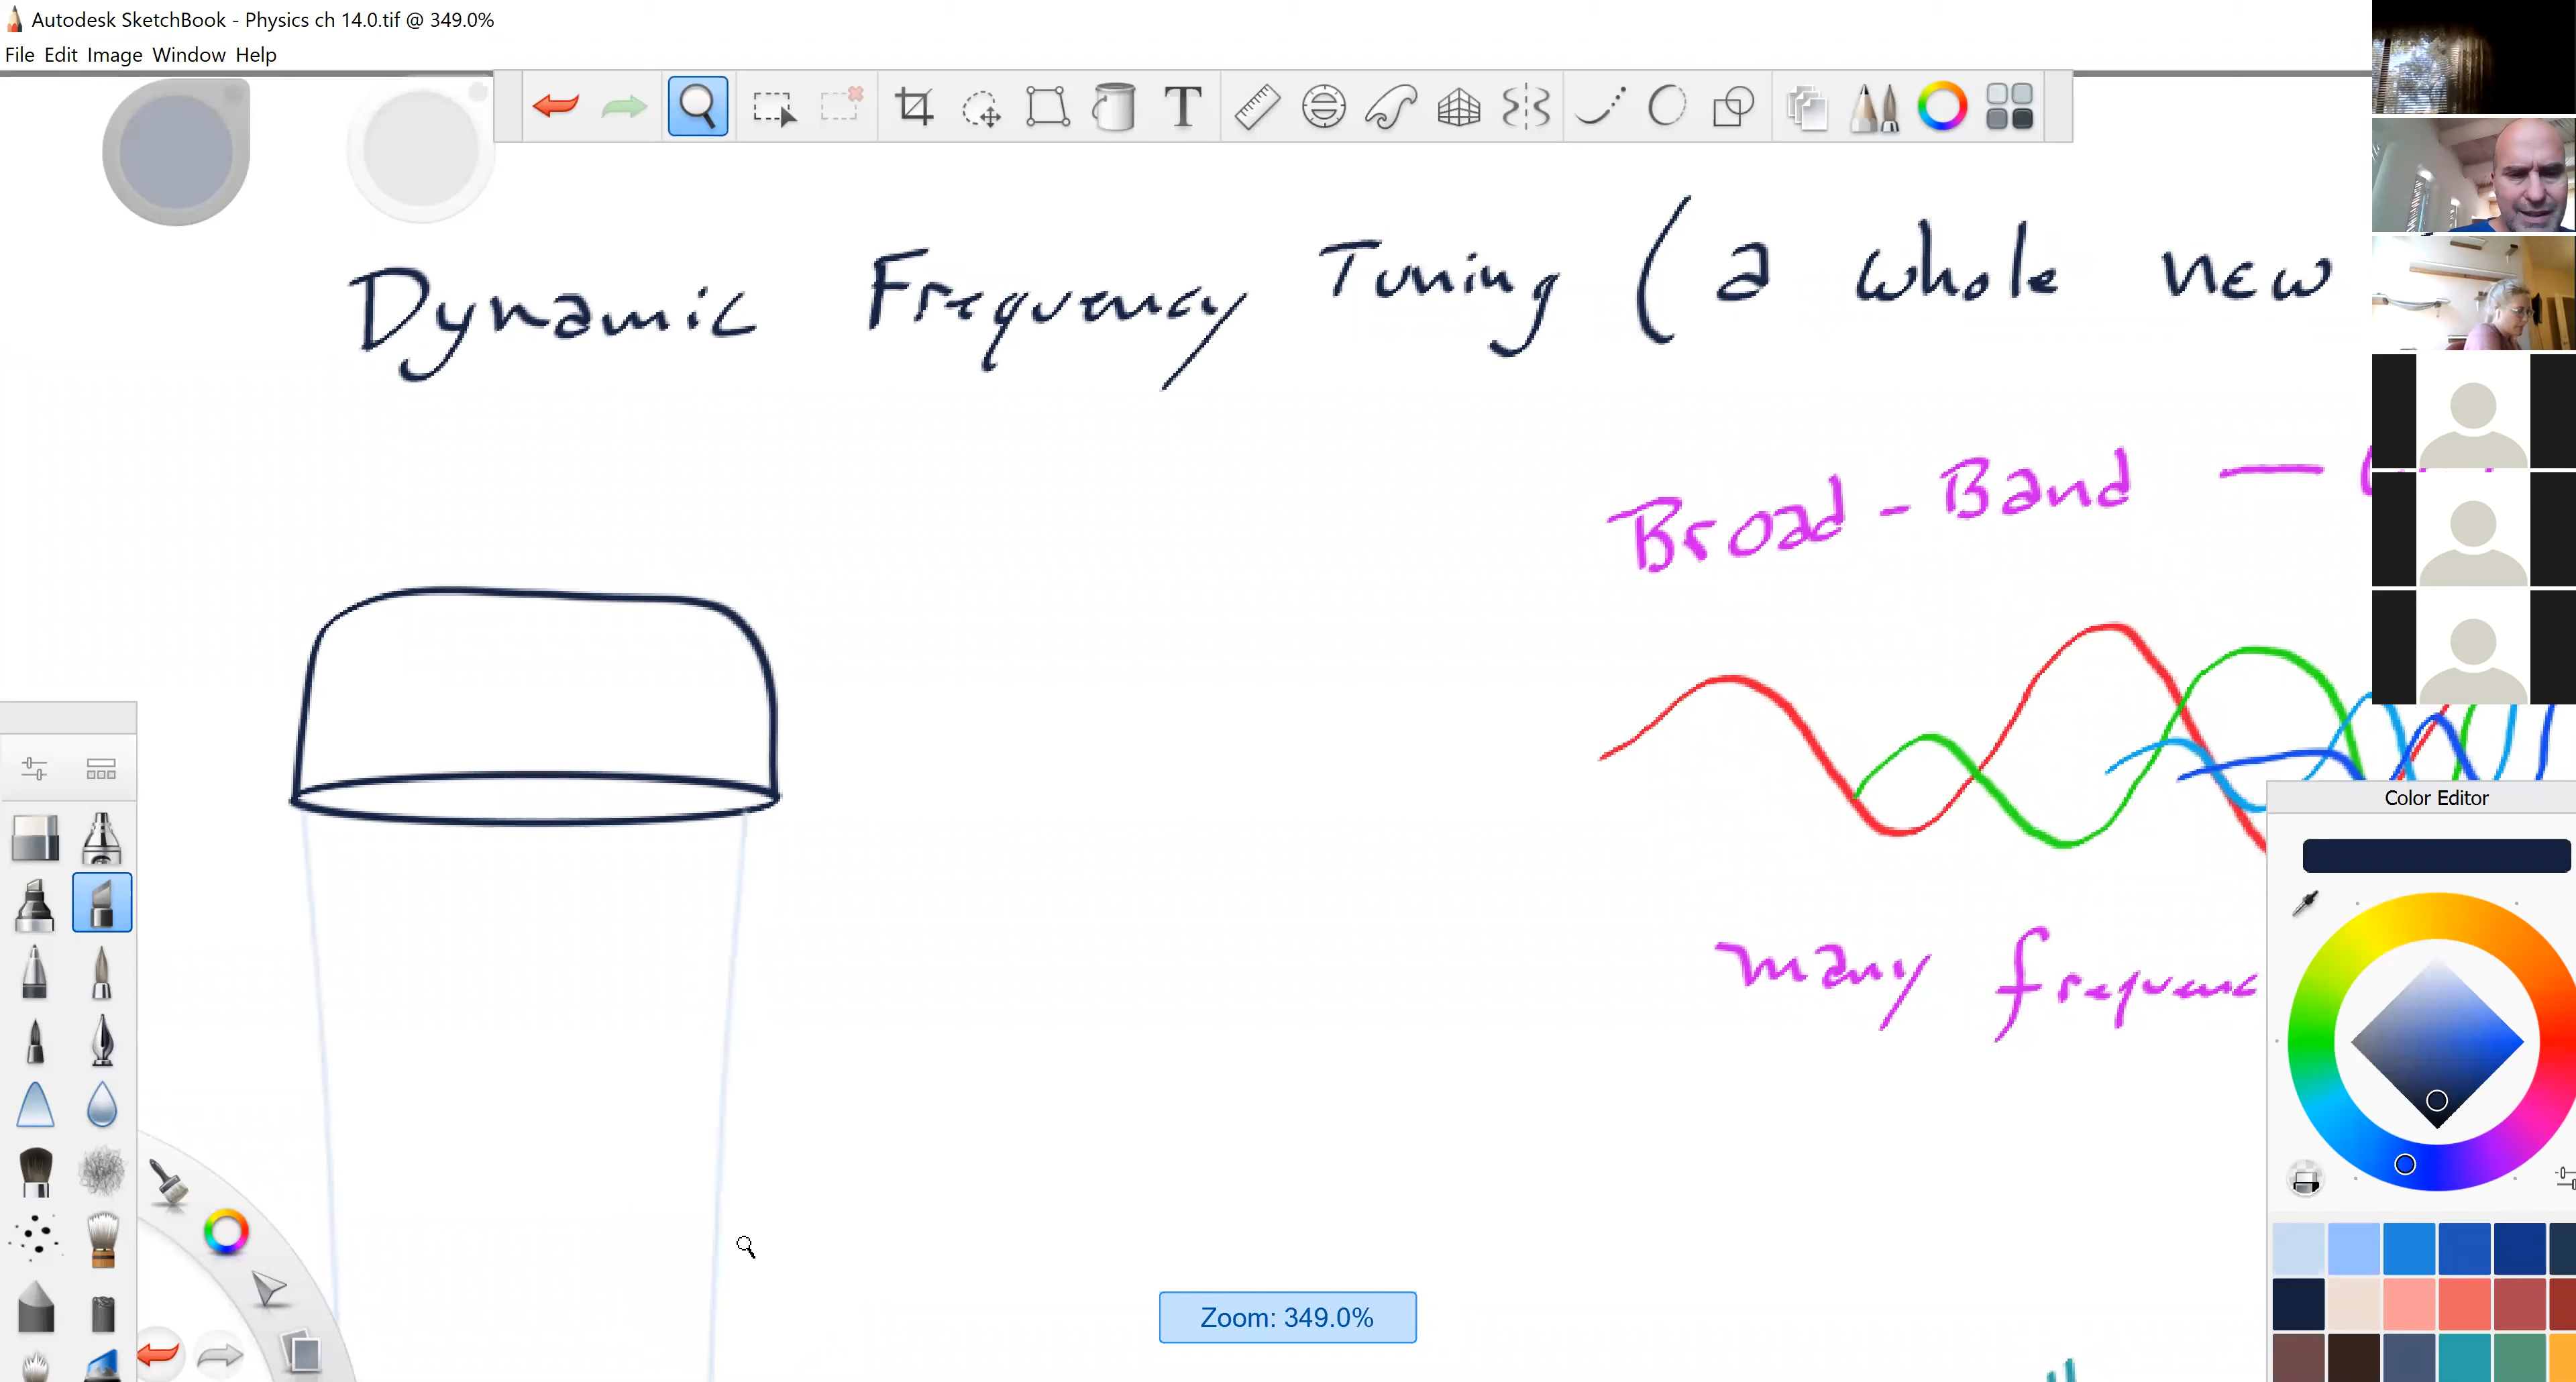 Autodesk SketchBook - Physics ch 14.0.tif @ 349.0%
File Edit Image Window Help
Dynamic Frequency Tuning (a whole new
Broad-Band —
many frequenc
Color Editor
Zoom: 349.0%